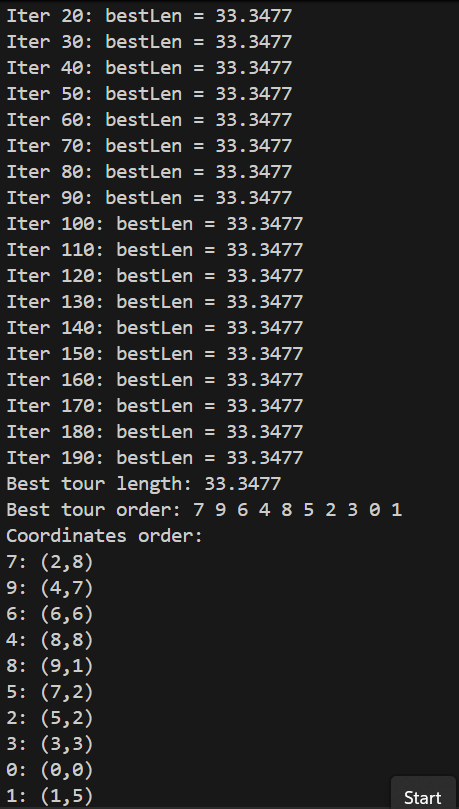 Iter 20: bestLen = 33.3477
Iter 30: bestLen = 33.3477
Iter 40: bestLen = 33.3477
Iter 50: bestLen = 33.3477
Iter 60: bestLen = 33.3477
Iter 70: bestLen = 33.3477
Iter 80: bestLen = 33.3477
Iter 90: bestLen = 33.3477
Iter 100: bestLen = 33.3477
Iter 110: bestLen = 33.3477
Iter 120: bestLen = 33.3477
Iter 130: bestLen = 33.3477
Iter 140: bestLen = 33.3477
Iter 150: bestLen = 33.3477
Iter 160: bestLen = 33.3477
Iter 170: bestLen = 33.3477
Iter 180: bestLen = 33.3477
Iter 190: bestLen = 33.3477
Best tour length: 33.3477
Best tour order: 7 9 6 4 8 5 2 3 0 1
Coordinates order:
7: (2,8)
9: (4,7)
6: (6,6)
4: (8,8)
8: (9,1)
5: (7,2)
2: (5,2)
3: (3,3)
0: (0,0)
1: (1,5)
Start